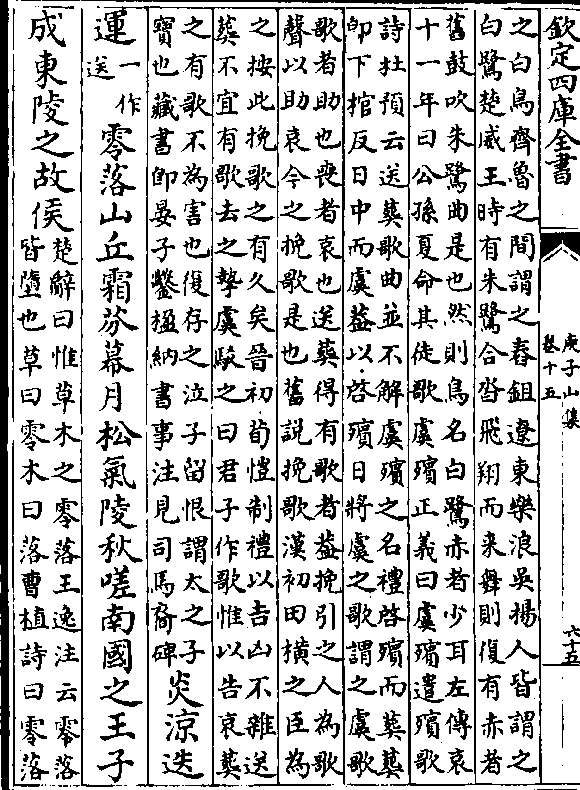 欽定四庫全書
庚子山集
卷十五
六十五
之白鳥齊魯之間謂之舂鉏遼東樂浪吳揚人皆謂之
白鷺楚威王時有朱鷺合沓飛翔而来舞則復有赤者
舊鼓吹朱鷺曲是也然則鳥名白鷺赤者少耳左傳哀
十一年曰公孫夏命其徒歌虞殯正義曰虞殯遣殯歌
詩杜預云送葬歌曲並不解虞殯之名禮啓殯而葬葬
即下棺反日中而虞葢以啓殯日將虞之歌謂之虞歌
歌者助也喪者哀也送葬得有歌者葢挽引之人為歌
聲以助哀今之挽歌是也舊說挽歌漢初田橫之臣為
之按此挽歌之有久矣晉初荀愷制禮以吉凶不雜送
葬不宜有歌去之摯虞駁之曰君子作歌惟以告哀葬
之有歌不為害也復存之泣子留恨謂太之子
寶也藏書即晏子鑿楹納書事注見司馬裔碑
炎涼迭
運
一作
送
零落山丘霜芬幕月松氣陵秋嗟南國之王子
成東陵之故侯
楚辭曰惟草木之零落王逸注云零落
皆墮也草曰零木曰落曹植詩曰零落